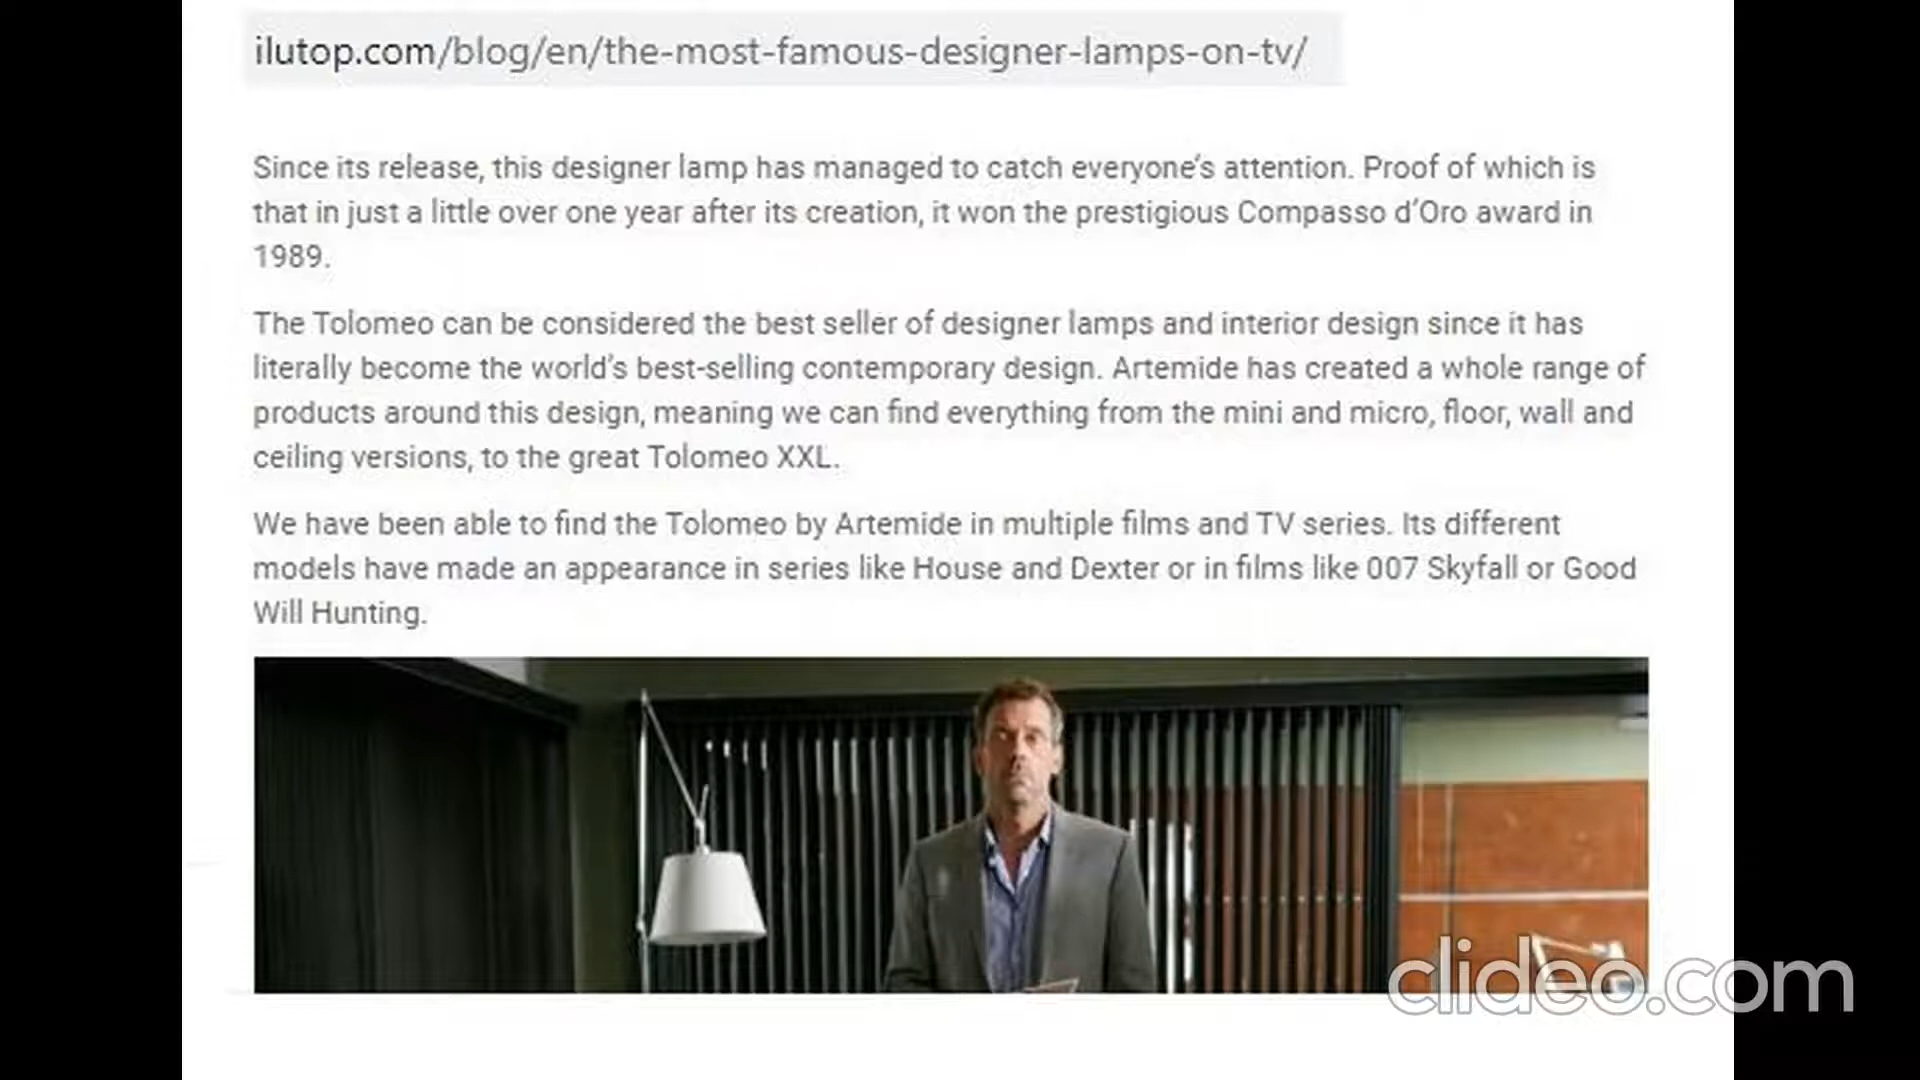 ilutop.com/blog/en/the-most-famous-designer-lamps-on-tv/
Since its release, this designer lamp has managed to catch everyone's attention. Proof of which is
that in just a little over one year after its creation, it won the prestigious Compasso d'Oro award in
1989.
The Tolomeo can be considered the best seller of designer lamps and interior design since it has
literally become the world's best-selling contemporary design. Artemide has created a whole range of
products around this design, meaning we can find everything from the mini and micro, floor, wall and
ceiling versions, to the great Tolomeo XXL.
We have been able to find the Tolomeo by Artemide in multiple films and TV series. Its different
models have made an appearance in series like House and Dexter or in films like 007 Skyfall or Good
Will Hunting.
clideo.com